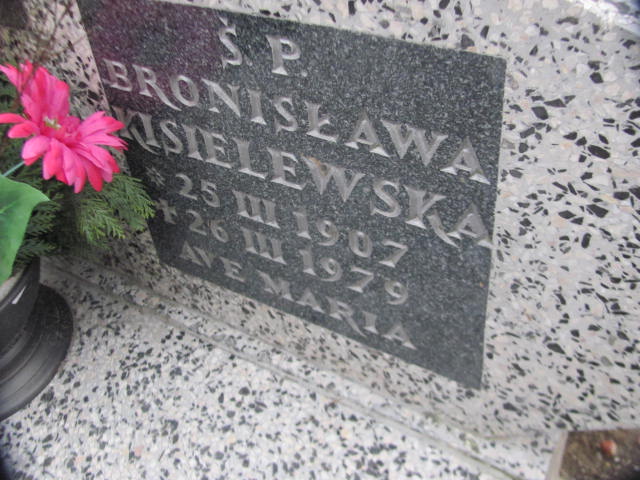 Ś. P.
BRONISŁAWA
KISIELEWSKA
* 25 III 1907
+ 26 III 1979
AVE MARIA